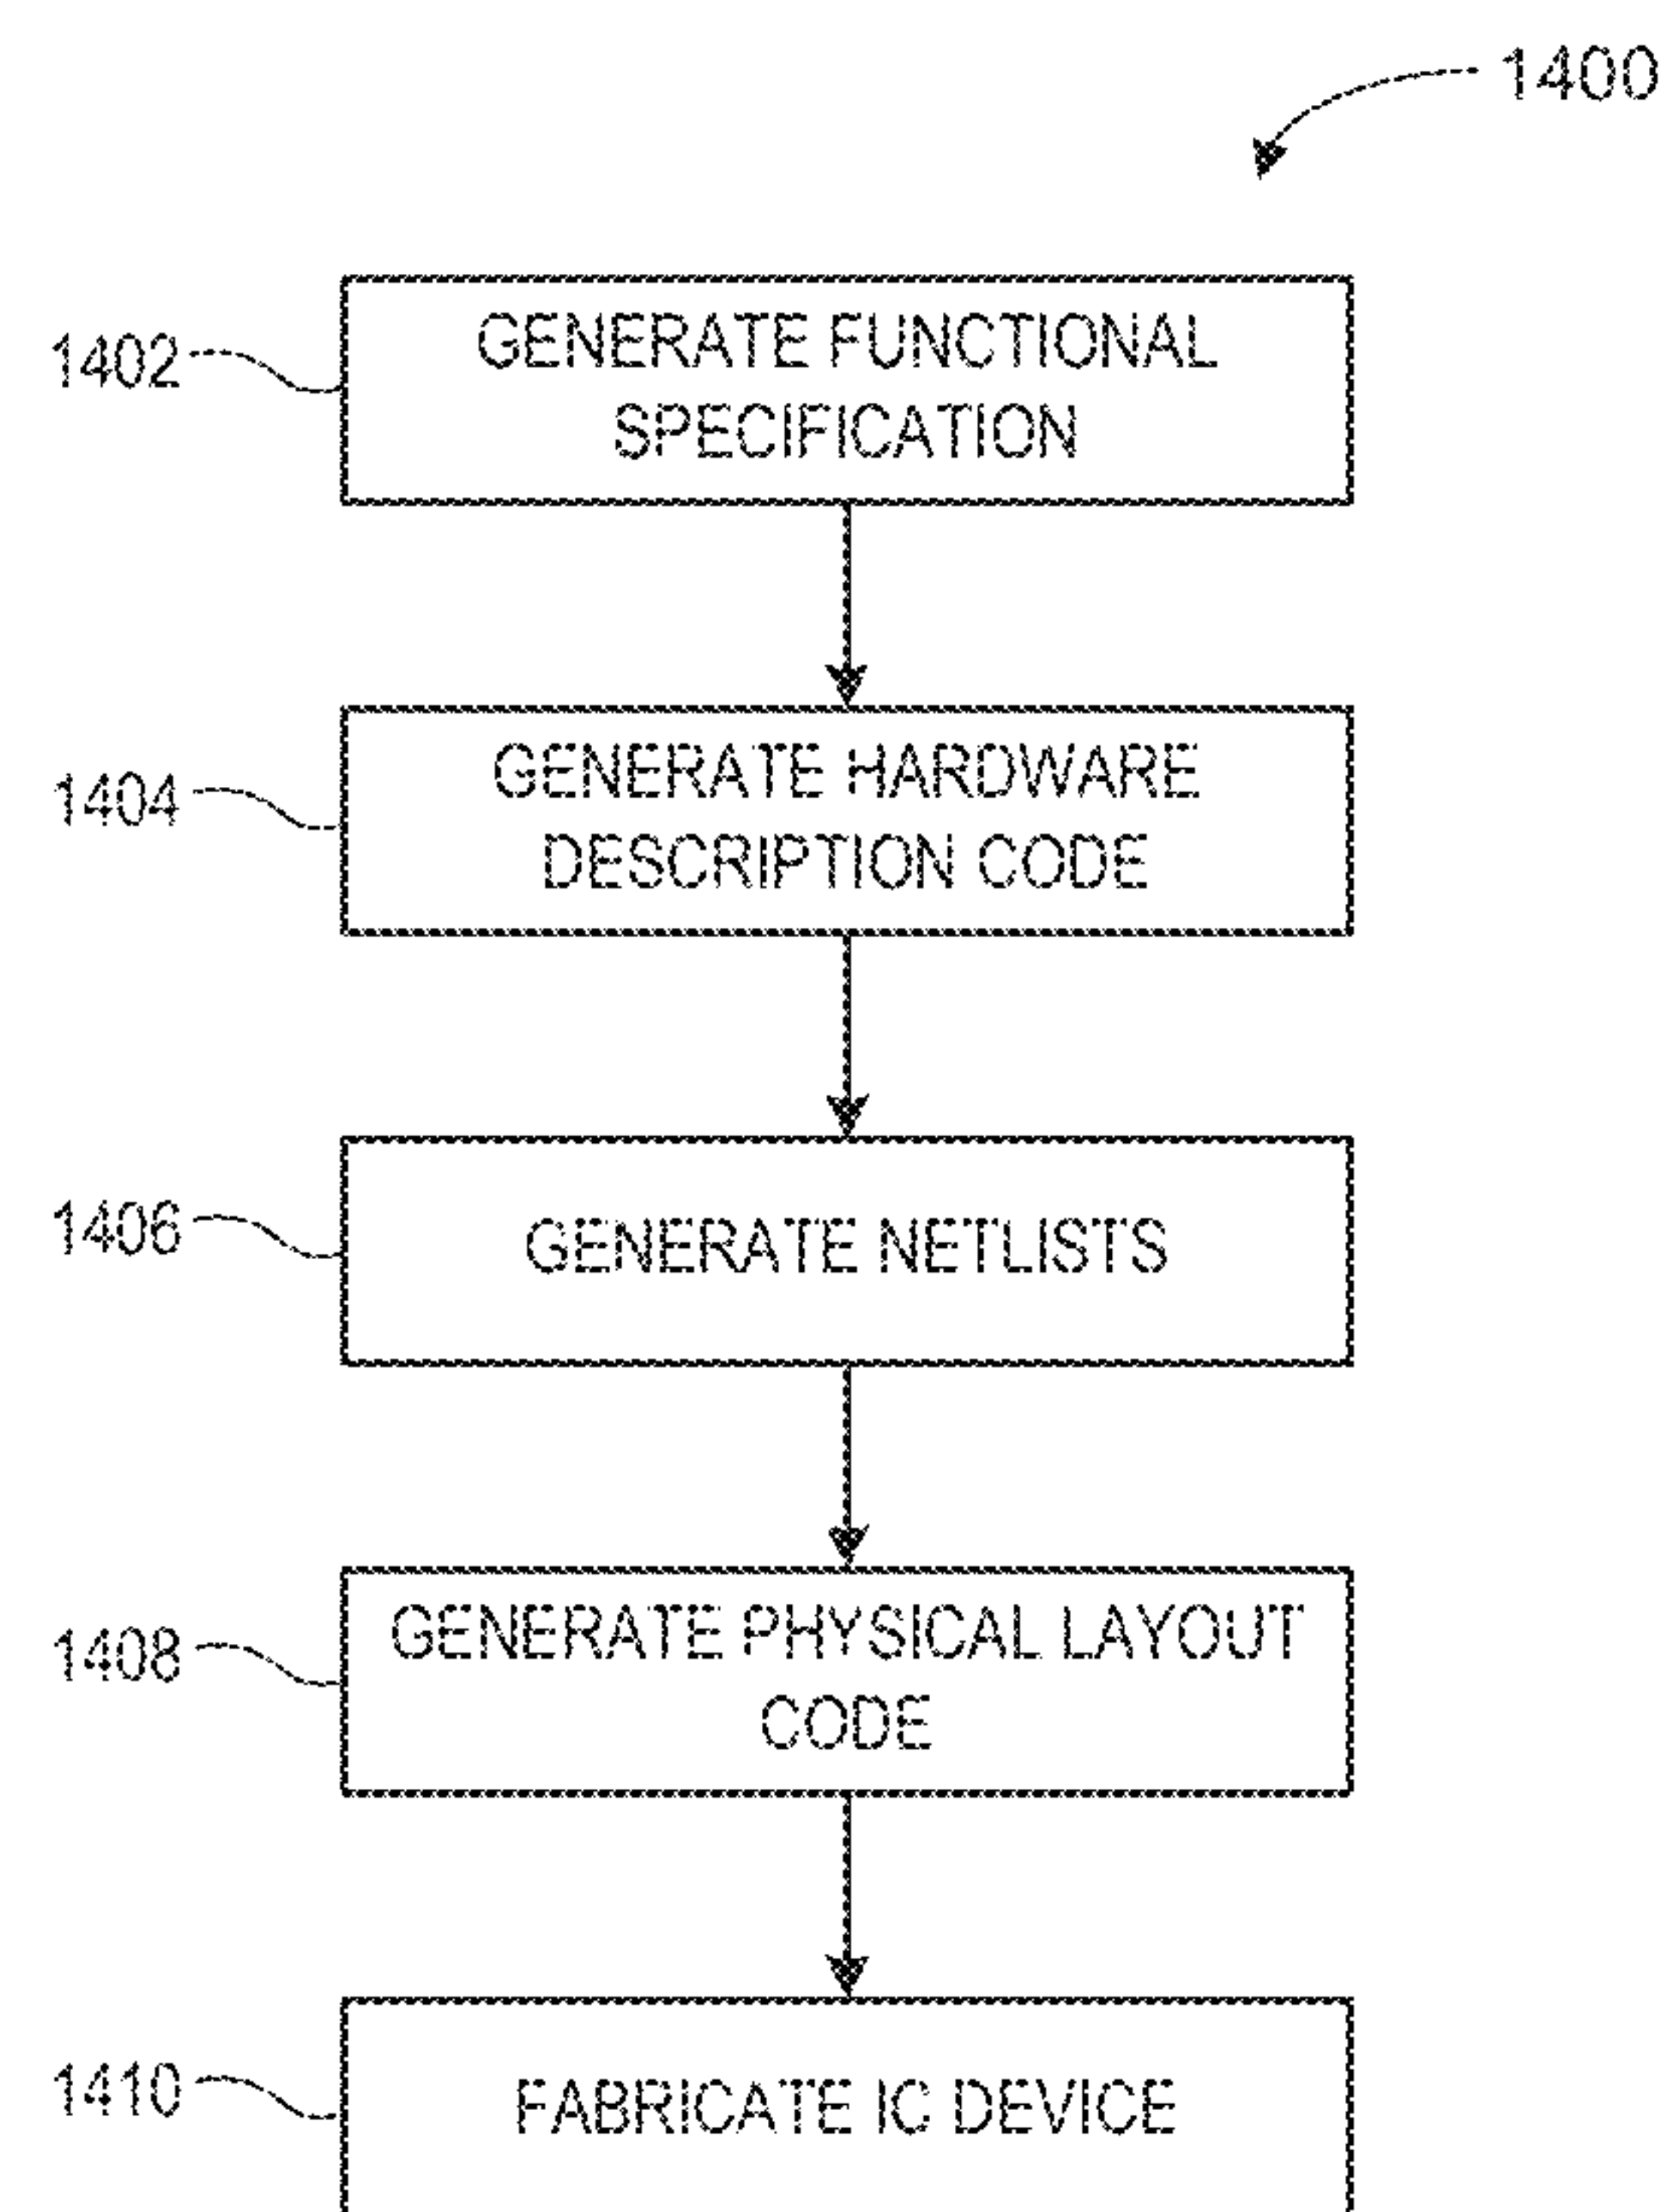 1400
1402
GENERATE FUNCTIONAL
SPECIFICATION
1404
GENERATE HARDWARE
DESCRIPTION CODE
1406
GENERATE NETLISTS
1408
GENERATE PHYSICAL LAYOUT
CODE
1410
FABRICATE IC DEVICE